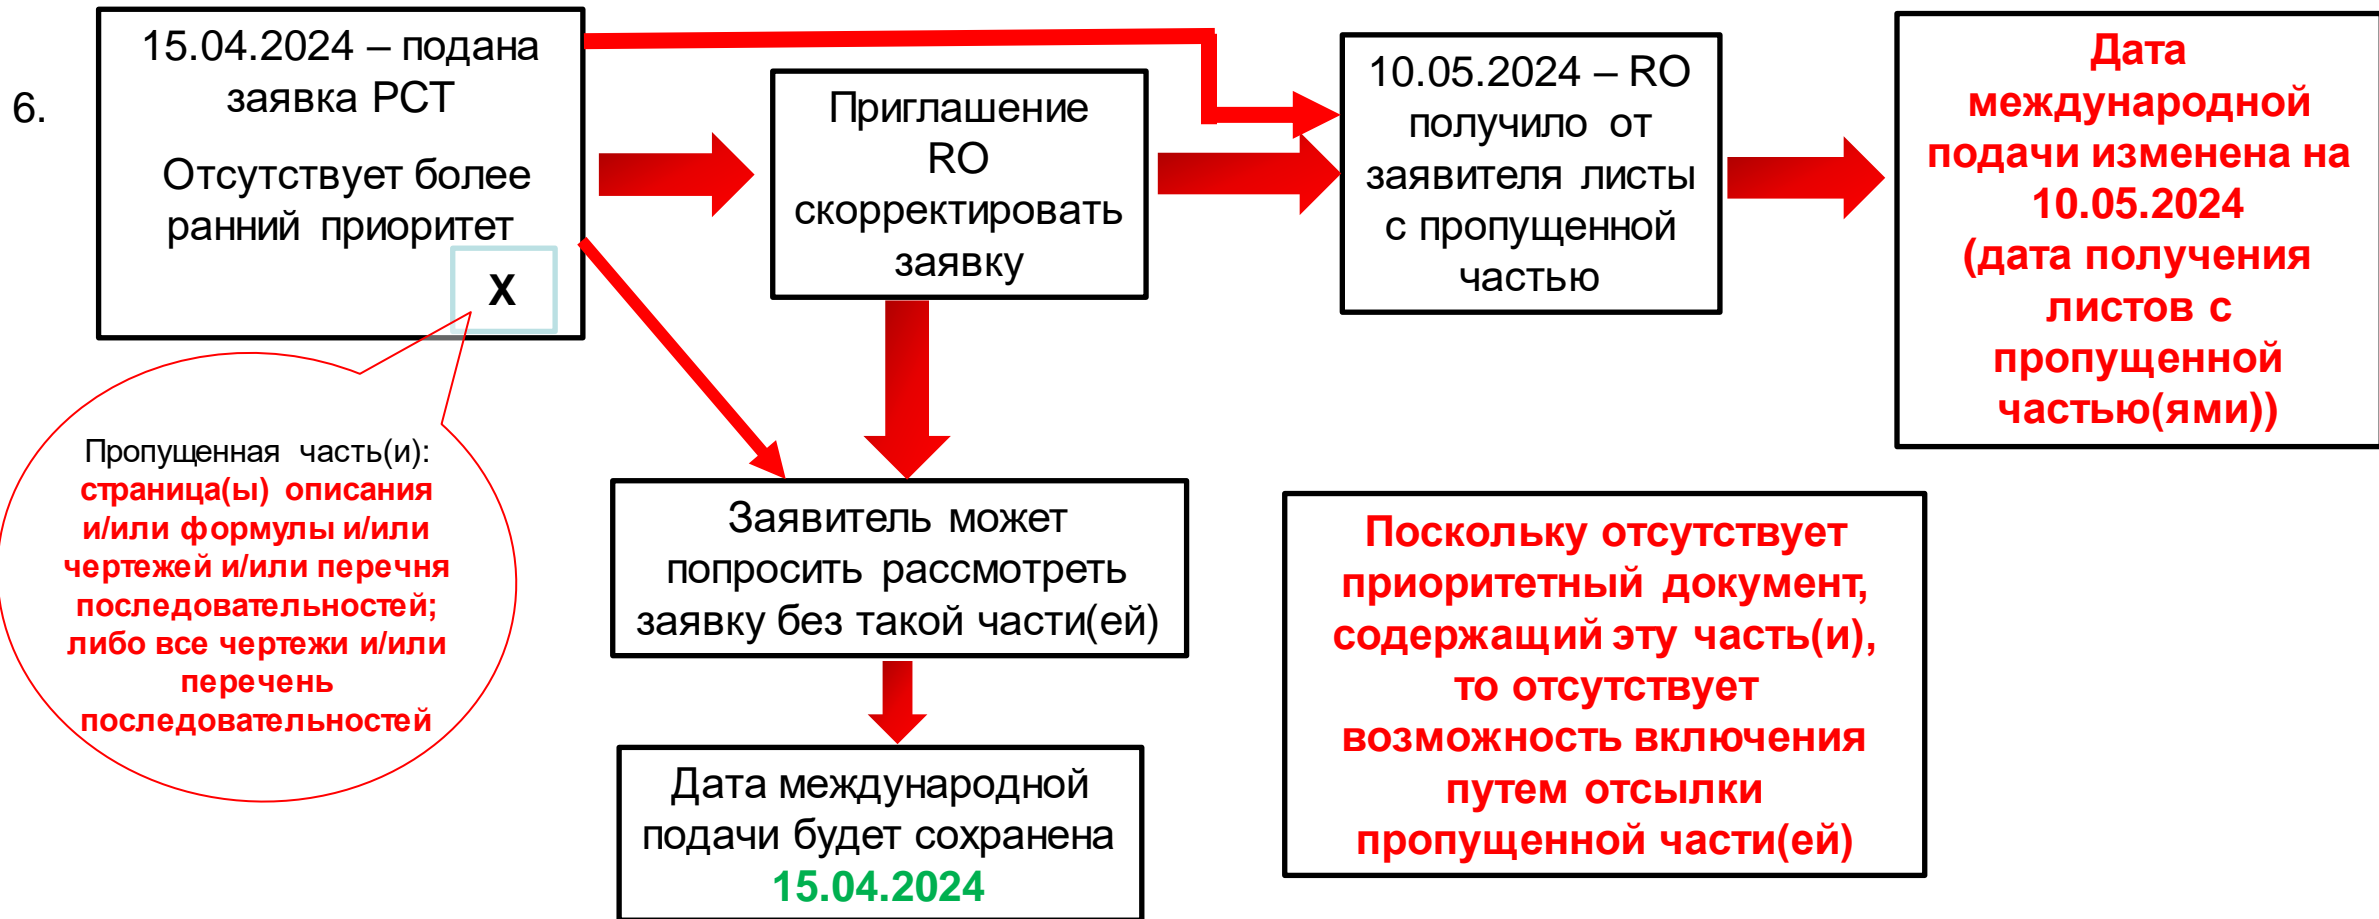 6.
15.04.2024 – подана
заявка PCT
Отсутствует более
ранний приоритет
X
Приглашение
RO
скорректировать
заявку
10.05.2024 – RO
получило от
заявителя листы
с пропущенной
частью
Дата
международной
подачи изменена на
10.05.2024
(дата получения
листов с
пропущенной
частью(ями))
Пропущенная часть(и):
страница(ы) описания
и/или формулы и/или
чертежей и/или перечня
последовательностей;
либо все чертежи и/или
перечень
последовательностей
Заявитель может
попросить рассмотреть
заявку без такой части(ей)
Дата международной
подачи будет сохранена
15.04.2024
Поскольку отсутствует
приоритетный документ,
содержащий эту часть(и),
то отсутствует
возможность включения
путем отсылки
пропущенной части(ей)